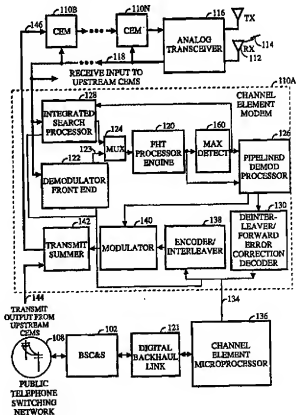 146
110B
110N
116
CEM
CEM
ANALOG
TRANSCEIVER
TX
RX
114
112
118
RECEIVE INPUT TO
UPSTREAM CEMS
110A
CHANNEL
ELEMENT
MODEM
128
INTEGRATED
SEARCH
PROCESSOR
124
123
MUX
120
FHT
PROCESSOR
ENGINE
160
MAX
DETECT
126
PIPELINED
DEMOD
PROCESSOR
122
DEMODULATOR
FRONT END
142
TRANSMIT
SUMMER
140
MODULATOR
138
ENCODER/
INTERLEAVER
130
DEINTER-
LEAVER/
FORWARD
ERROR
CORRECTION
DECODER
144
TRANSMIT
OUTPUT FROM
UPSTREAM
CEMS
134
108
102
BSC&S
121
DIGITAL
BACKHAUL
LINK
136
CHANNEL
ELEMENT
MICROPROCESSOR
PUBLIC
TELEPHONE
SWITCHING
NETWORK